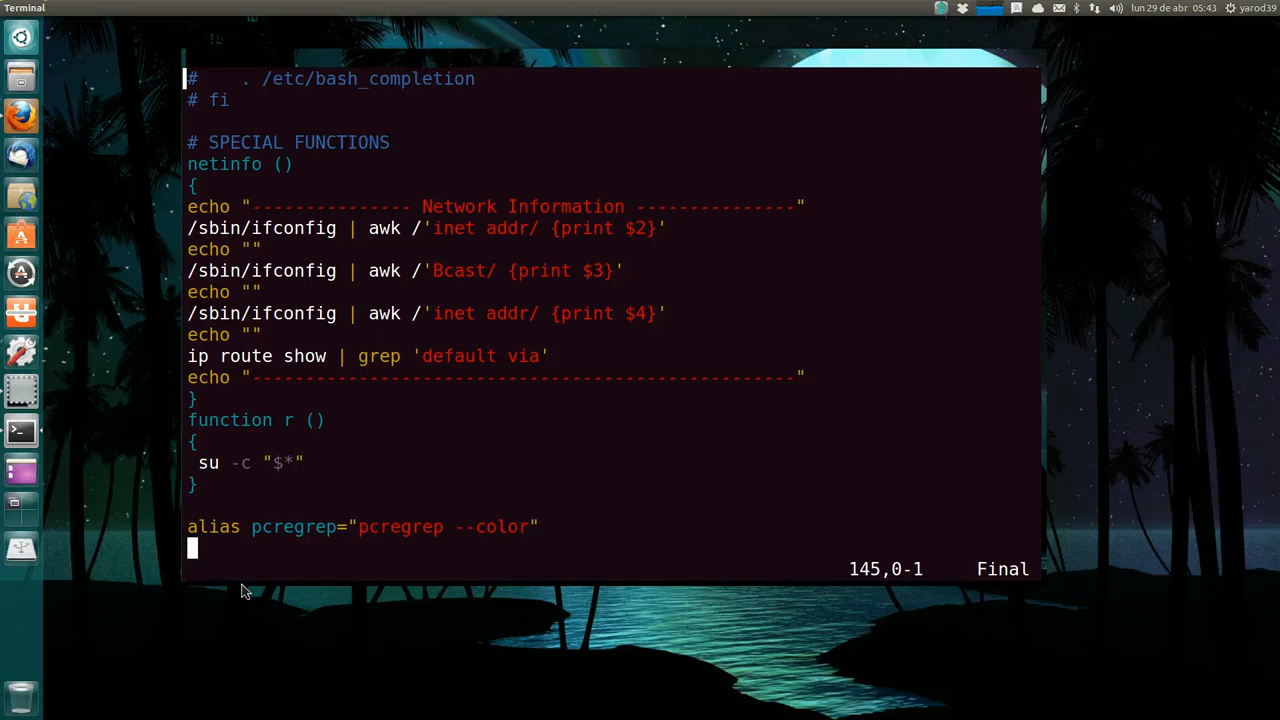 Terminal
lun 29 de abr 05:43 yarod39
# . /etc/bash_completion
# fi
# SPECIAL FUNCTIONS
netinfo ()
{
echo "--------------- Network Information ---------------"
/sbin/ifconfig | awk /'inet addr/ {print $2}'
echo ""
/sbin/ifconfig | awk /'Bcast/ {print $3}'
echo ""
/sbin/ifconfig | awk /'inet addr/ {print $4}'
echo ""
ip route show | grep 'default via'
echo "---------------------------------------------------"
}
function r ()
{
su -c "$*"
}
alias pcregrep="pcregrep --color"
145,0-1 Final